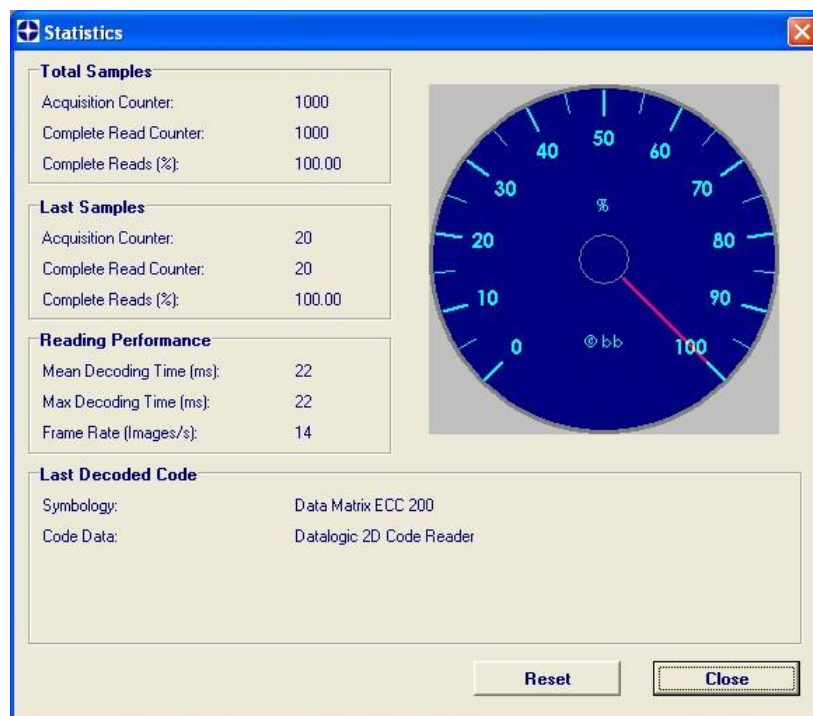 Statistics
Total Samples
Acquisition Counter: 1000
Complete Read Counter: 1000
Complete Reads (%): 100.00
Last Samples
Acquisition Counter: 20
Complete Read Counter: 20
Complete Reads (%): 100.00
Reading Performance
Mean Decoding Time (ms): 22
Max Decoding Time (ms): 22
Frame Rate (Images/s): 14
0
10
20
30
40
50
60
70
80
90
100
%
©bb
Last Decoded Code
Symbology: Data Matrix ECC 200
Code Data: Datalogic 2D Code Reader
Reset Close